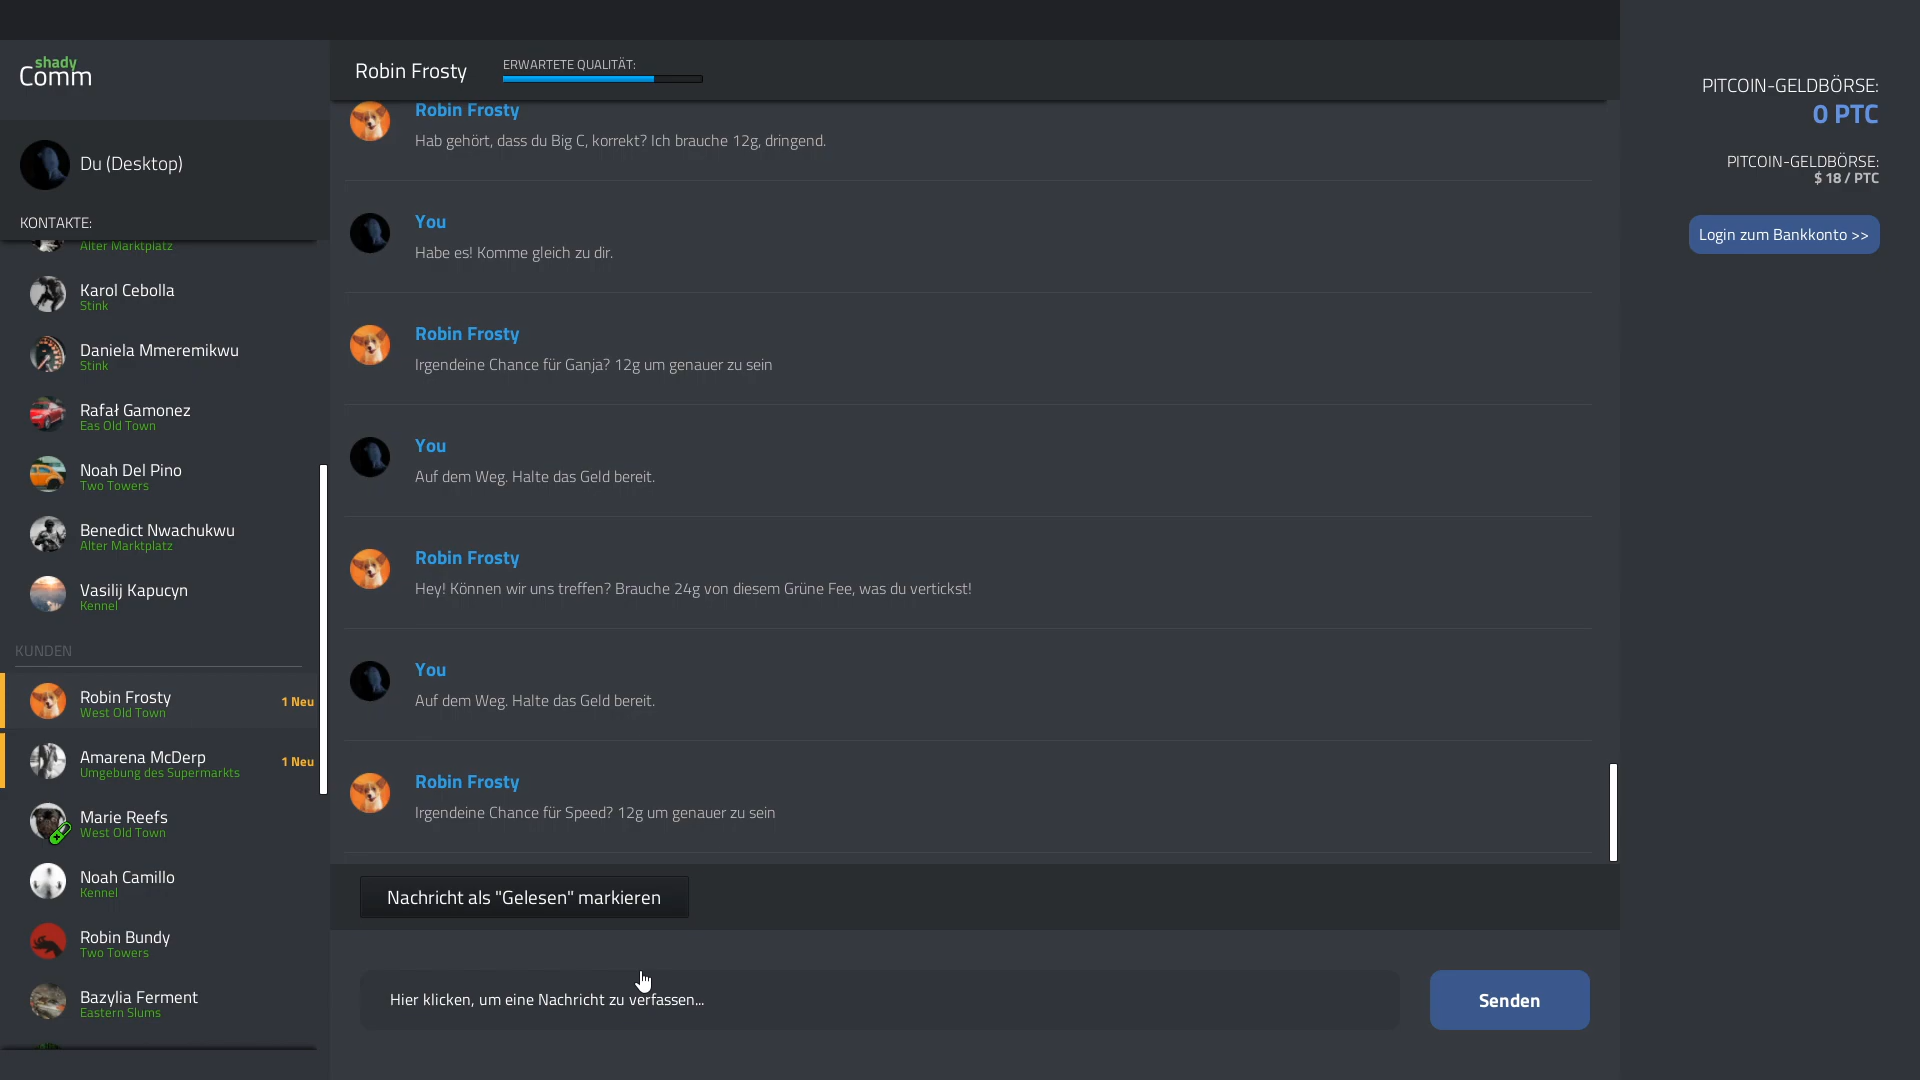 shady
Comm
Du (Desktop)
KONTAKTE:
Alter Marktplatz
Karol Cebolla
Stink
Daniela Mmeremikwu
Stink
Rafał Gamonez
Eas Old Town
Noah Del Pino
Two Towers
Benedict Nwachukwu
Alter Marktplatz
Vasilij Kapucyn
Kennel
KUNDEN
Robin Frosty
West Old Town
1 Neu
Amarena McDerp
Umgebung des Supermarkts
1 Neu
Marie Reefs
West Old Town
Noah Camillo
Kennel
Robin Bundy
Two Towers
Bazylia Ferment
Eastern Slums
Robin Frosty
ERWARTETE QUALITÄT:
Robin Frosty
Hab gehört, dass du Big C, korrekt? Ich brauche 12g, dringend.
You
Habe es! Komme gleich zu dir.
Robin Frosty
Irgendeine Chance für Ganja? 12g um genauer zu sein
You
Auf dem Weg. Halte das Geld bereit.
Robin Frosty
Hey! Können wir uns treffen? Brauche 24g von diesem Grüne Fee, was du vertickst!
You
Auf dem Weg. Halte das Geld bereit.
Robin Frosty
Irgendeine Chance für Speed? 12g um genauer zu sein
Nachricht als "Gelesen" markieren
Hier klicken, um eine Nachricht zu verfassen...
Senden
PITCOIN-GELDBÖRSE:
0 PTC
PITCOIN-GELDBÖRSE:
$ 18 / PTC
Login zum Bankkonto >>